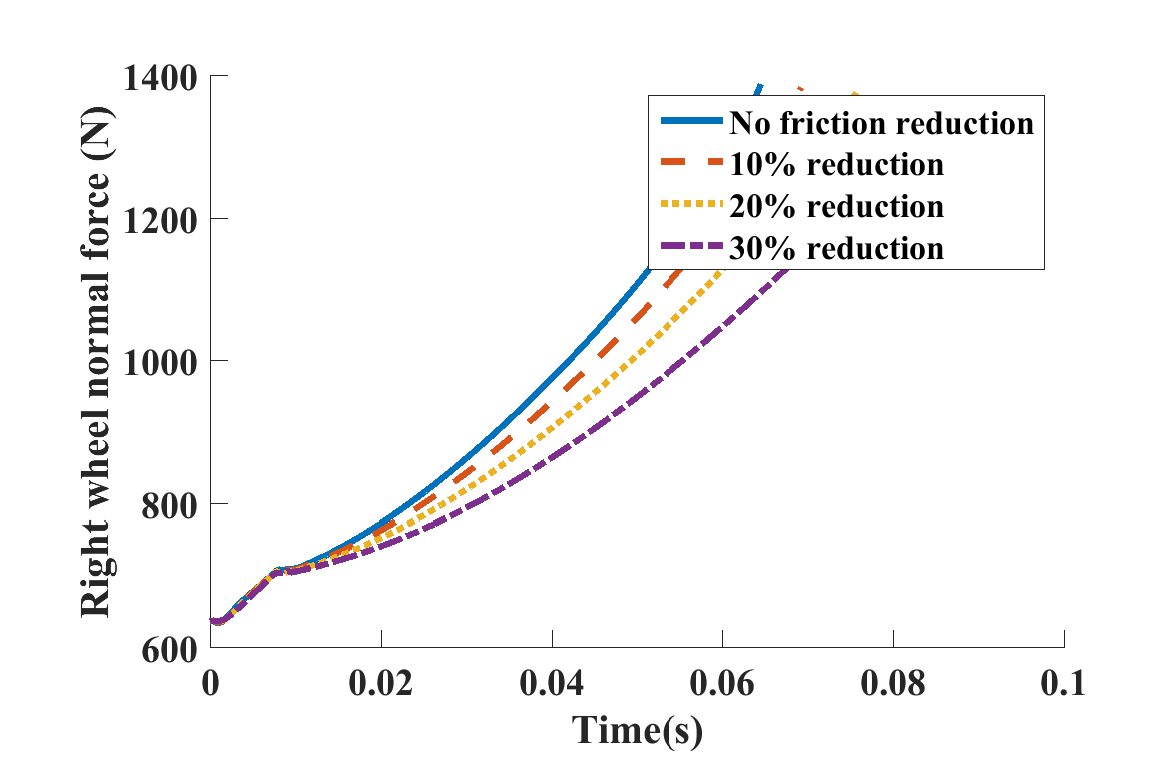 Right wheel normal force (N)
1400
1200
1000
800
600
No friction reduction
10% reduction
20% reduction
30% reduction
0 0.02 0.04 0.06 0.08 0.1
Time(s)